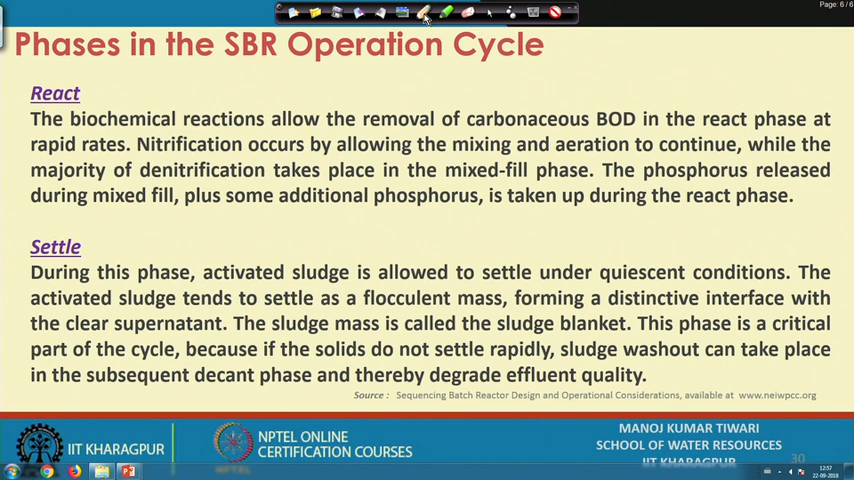 Page: 6 / 6
Phases in the SBR Operation Cycle
React
The biochemical reactions allow the removal of carbonaceous BOD in the react phase at
rapid rates. Nitrification occurs by allowing the mixing and aeration to continue, while the
majority of denitrification takes place in the mixed-fill phase. The phosphorus released
during mixed fill, plus some additional phosphorus, is taken up during the react phase.
Settle
During this phase, activated sludge is allowed to settle under quiescent conditions. The
activated sludge tends to settle as a flocculent mass, forming a distinctive interface with
the clear supernatant. The sludge mass is called the sludge blanket. This phase is a critical
part of the cycle, because if the solids do not settle rapidly, sludge washout can take place
in the subsequent decant phase and thereby degrade effluent quality.
Source : Sequencing Batch Reactor Design and Operational Considerations, available at www.neiwpcc.org
IIT KHARAGPUR
NPTEL ONLINE
CERTIFICATION COURSES
NPTEL
MANOJ KUMAR TIWARI
SCHOOL OF WATER RESOURCES
IIT KHARAGPUR
30
12:57
22-09-2018